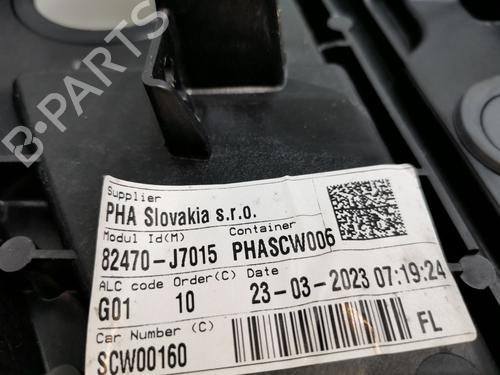 Supplier
PHA Slovakia s.r.o.
Modul Id(M) Container
82470-J7015 PHASCW006
ALC code Order(C) Date
G01 10 23-03-2023 07:19:24
Car Number (C)
SCW00160 FL
B-PARTS